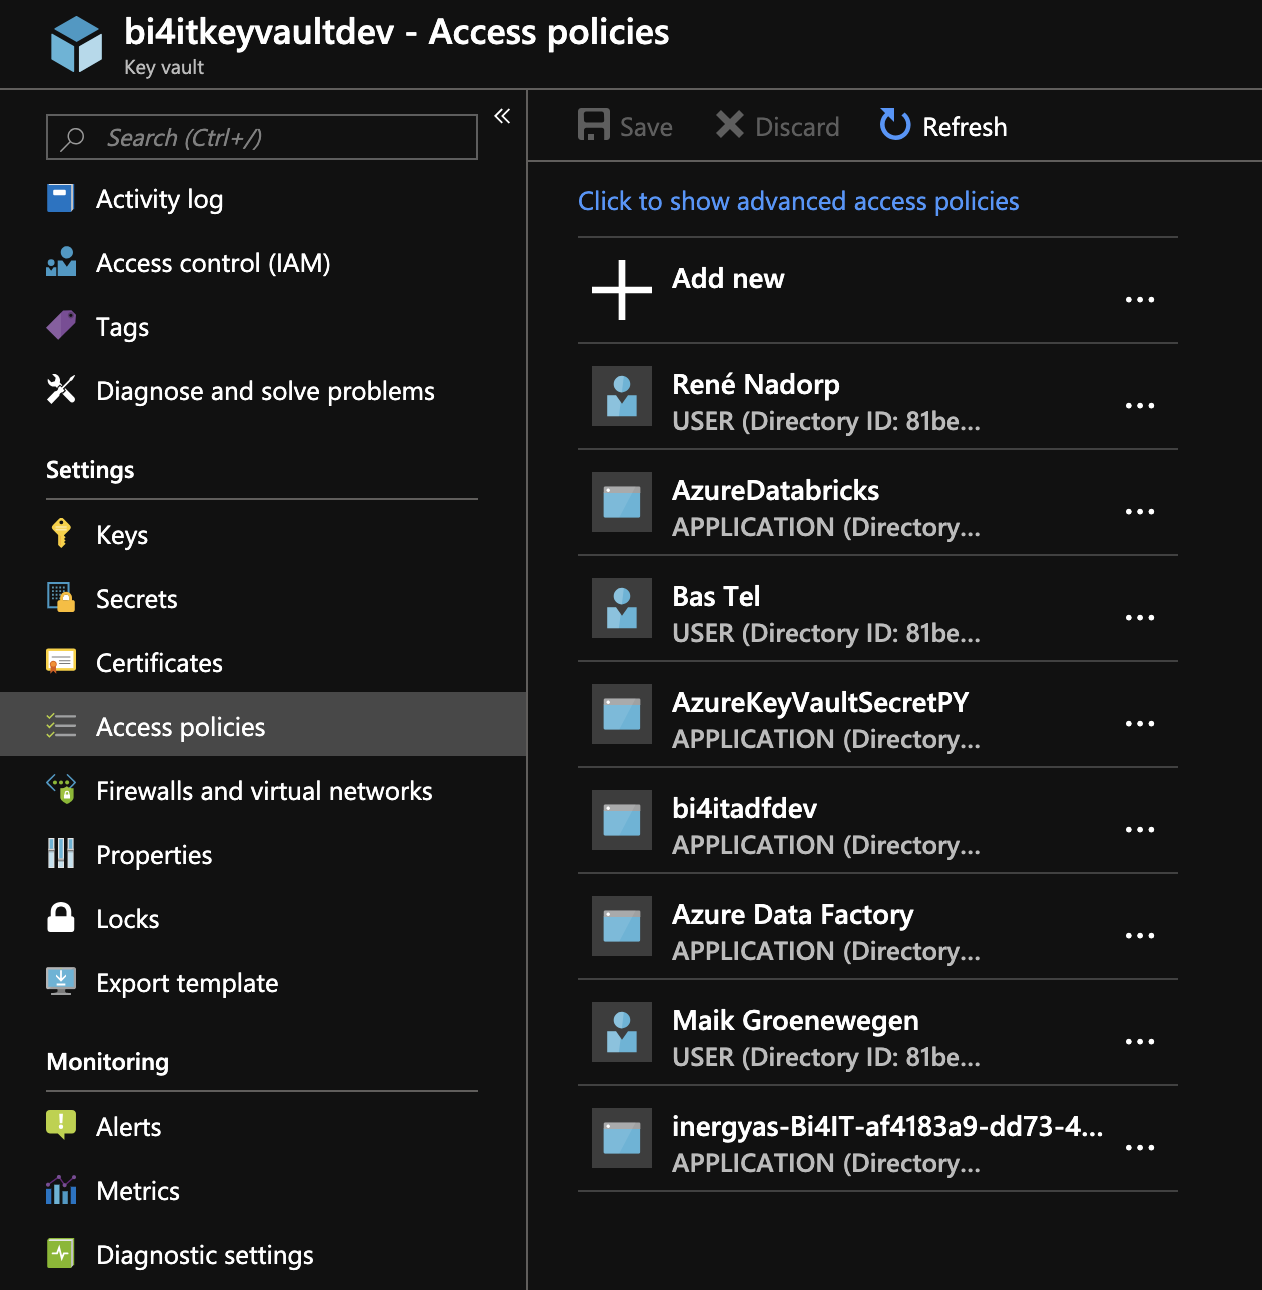 bi4itkeyvaultdev - Access policies
Key vault
Search (Ctrl+/)
«
Activity log
Access control (IAM)
Tags
Diagnose and solve problems
Settings
Keys
Secrets
Certificates
Access policies
Firewalls and virtual networks
Properties
Locks
Export template
Monitoring
Alerts
Metrics
Diagnostic settings
Save Discard Refresh
Click to show advanced access policies
Add new
...
René Nadorp
USER (Directory ID: 81be...
...
AzureDatabricks
APPLICATION (Directory...
...
Bas Tel
USER (Directory ID: 81be...
...
AzureKeyVaultSecretPY
APPLICATION (Directory...
...
bi4itadfdev
APPLICATION (Directory...
...
Azure Data Factory
APPLICATION (Directory...
...
Maik Groenewegen
USER (Directory ID: 81be...
...
inergyas-Bi4IT-af4183a9-dd73-4...
APPLICATION (Directory...
...